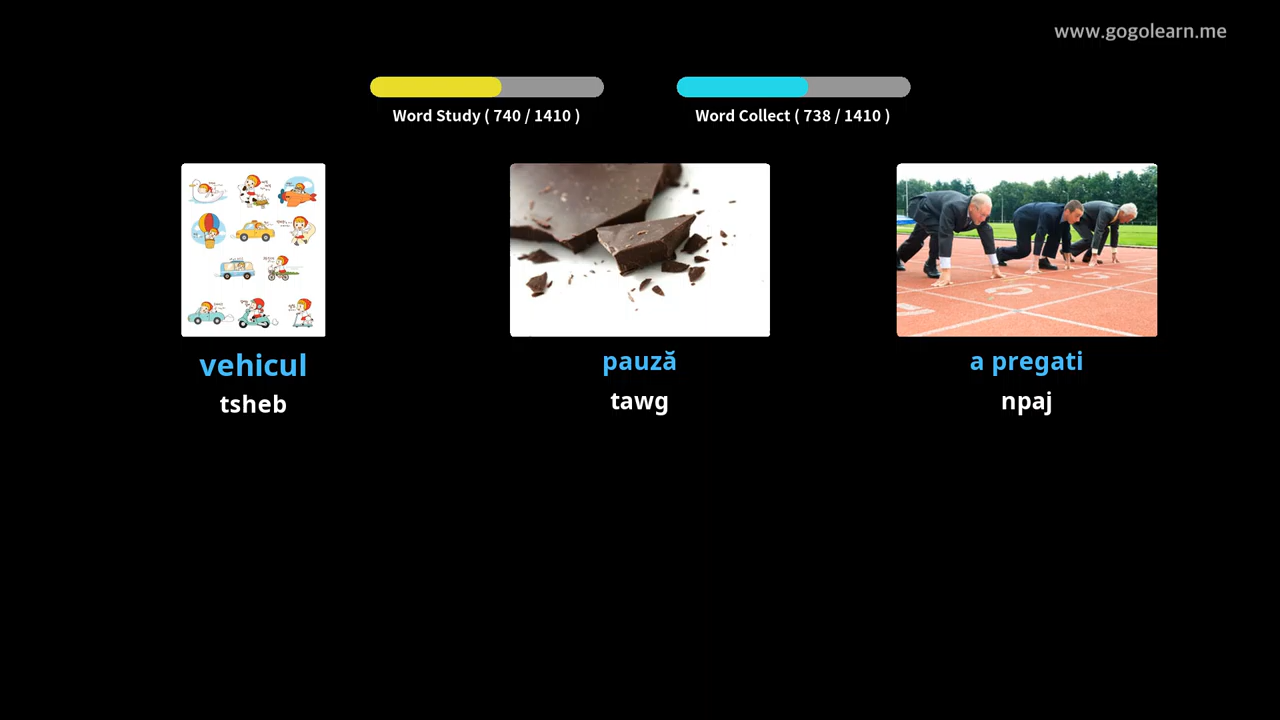 www.gogolearn.me
Word Study ( 740 / 1410 )
Word Collect ( 738 / 1410 )
vehicul
pauză
a pregati
tsheb
tawg
npaj